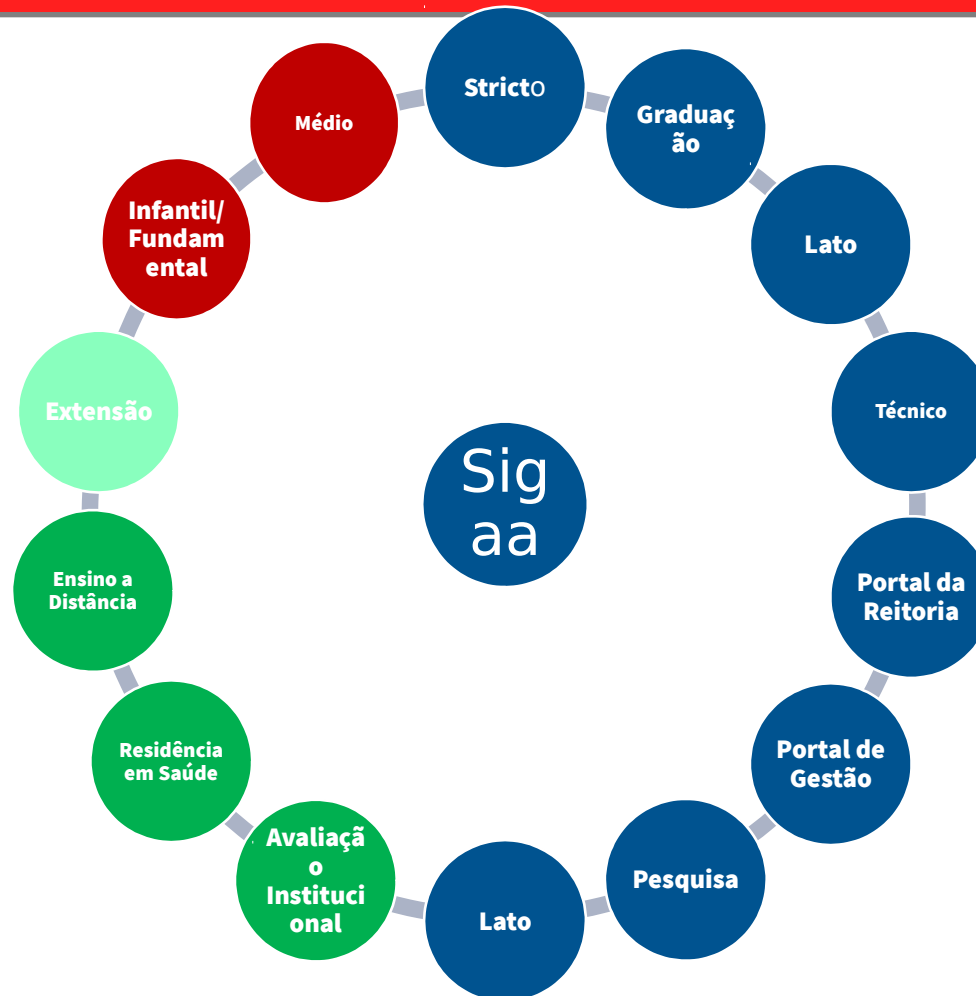 Stricto
Graduaç
ão
Lato
Técnico
Portal da
Reitoria
Portal de
Gestão
Pesquisa
Lato
Avaliaçã
o
Instituci
onal
Residência
em Saúde
Ensino a
Distância
Extensão
Infantil/
Fundam
ental
Médio
Sig
aa